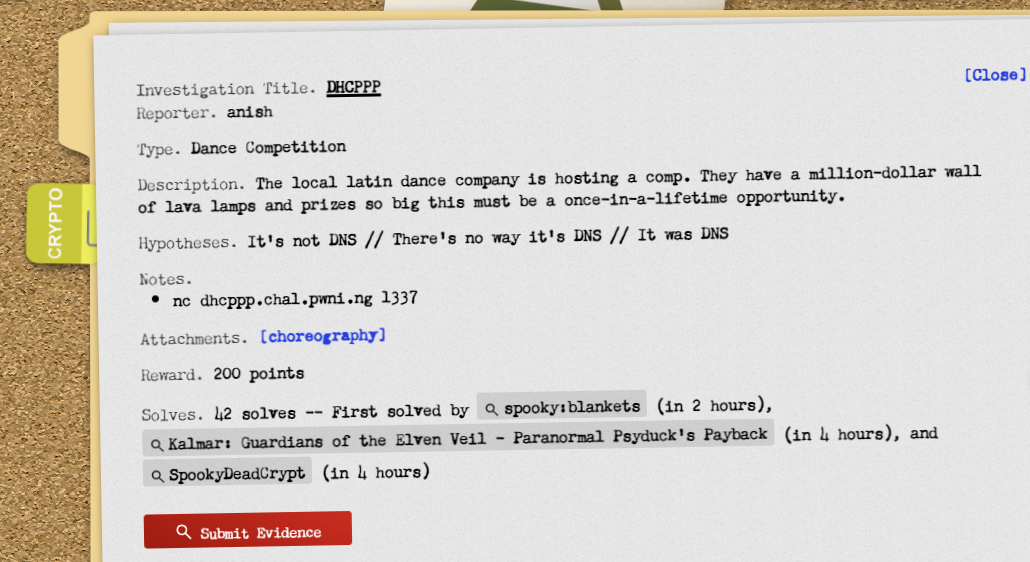 [Close]
Investigation Title. DHCPPP
Reporter. anish
Type. Dance Competition
Description. The local latin dance company is hosting a comp. They have a million-dollar wall
of lava lamps and prizes so big this must be a once-in-a-lifetime opportunity.
CRYPTO
Hypotheses. It's not DNS // There's no way it's DNS // It was DNS
Notes.
• nc dhcppp.chal.pwni.ng 1337
Attachments. [choreography]
Reward. 200 points
Solves. 42 solves -- First solved by spooky:blankets (in 2 hours),
Kalmar: Guardians of the Elven Veil - Paranormal Psyduck's Payback (in 4 hours), and
SpookyDeadCrypt (in 4 hours)
Submit Evidence